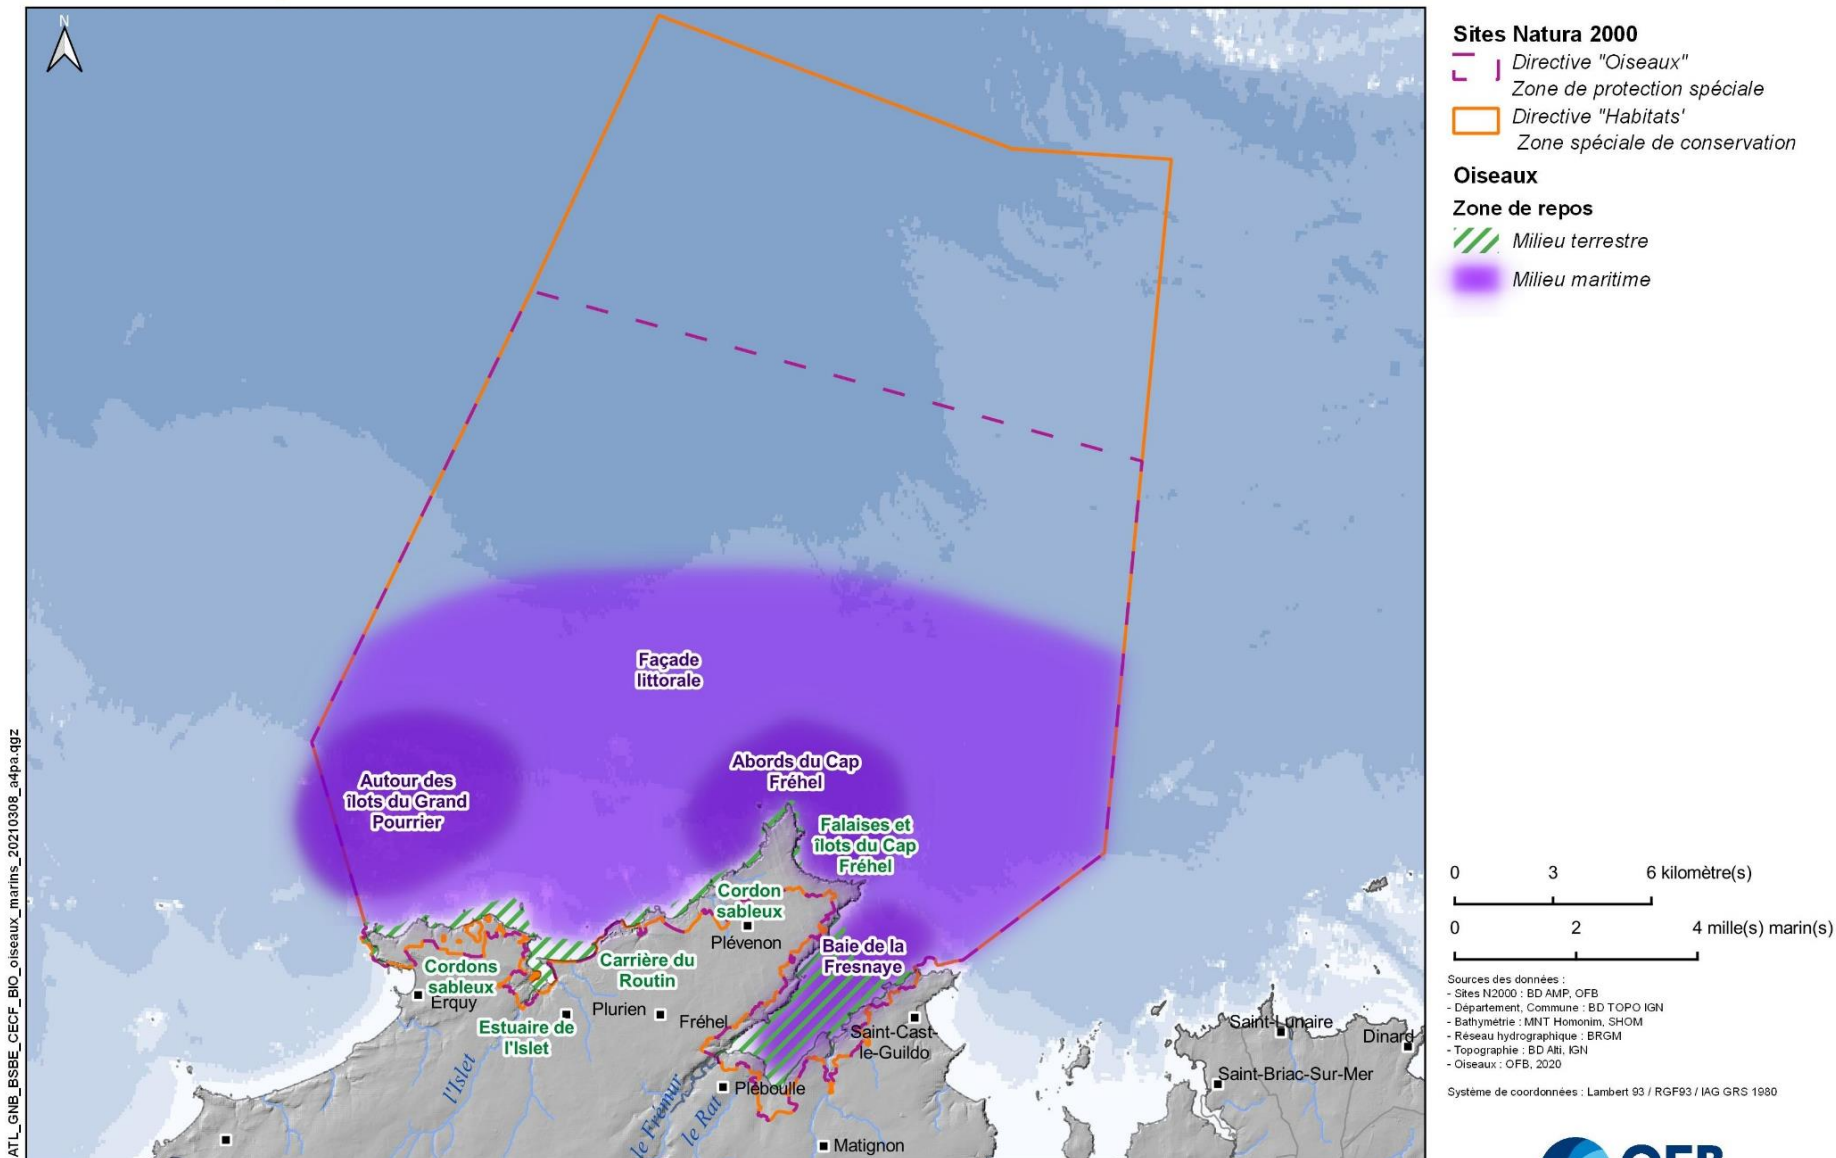 N
Façade
littorale
Autour des
îlots du Grand
Pourrier
Abords du Cap
Fréhel
Falaises et
îlots du Cap
Fréhel
Cordon
sableux
Plévenon
Baie de la
Fresnaye
Carrière du
Routin
Cordons
sableux
Erquy
Estuaire de
l'Islet
Plurien
Fréhel
Saint-Cast-
le-Guildo
Saint-Lunaire
Dinard
Saint-Briac-Sur-Mer
l'Islet
le Frémur
le Rat
Pléboulle
Matignon
ATL_GNB_BSBE_CECF_BIO_oiseaux_marins_20210308_a4pa.qgz
Sites Natura 2000
Directive "Oiseaux"
Zone de protection spéciale
Directive "Habitats'
Zone spéciale de conservation
Oiseaux
Zone de repos
Milieu terrestre
Milieu maritime
0 3 6 kilomètre(s)
0 2 4 mille(s) marin(s)
Sources des données :
- Sites N2000 : BD AMP, OFB
- Département, Commune : BD TOPO IGN
- Bathymétrie : MNT Homonim, SHOM
- Réseau hydrographique : BRGM
- Topographie : BD Alti, IGN
- Oiseaux : OFB, 2020
Système de coordonnées : Lambert 93 / RGF93 / IAG GRS 1980
OFB